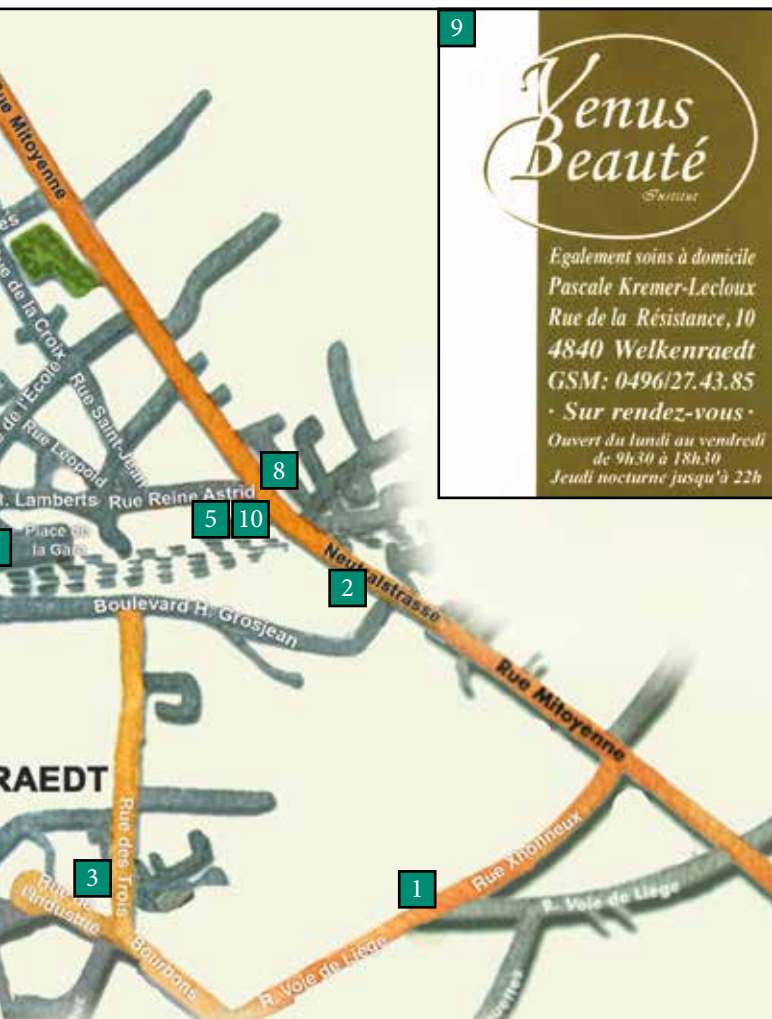 9
Venus
Beauté
Institut
Egalement soins à domicile
Pascale Kremer-Lecloux
Rue de la Résistance, 10
4840 Welkenraedt
GSM: 0496/27.43.85
· Sur rendez-vous ·
Ouvert du lundi au vendredi
de 9h30 à 18h30
Jeudi nocturne jusqu'à 22h
Rue Mitoyenne
de la Croix
de l'Ecole
Rue Saint-Jean
Rue Léopold
8
R. Lamberts
Rue Reine Astrid
5
10
Place de
la Gare
Neutralstrasse
2
Boulevard H. Grosjean
Rue Mitoyenne
RAEDT
Rue des Trois
Bourbons
3
Rue de
l'Industrie
1
Rue Xhonneux
R. Voie de Liège
R. Voie de Liège